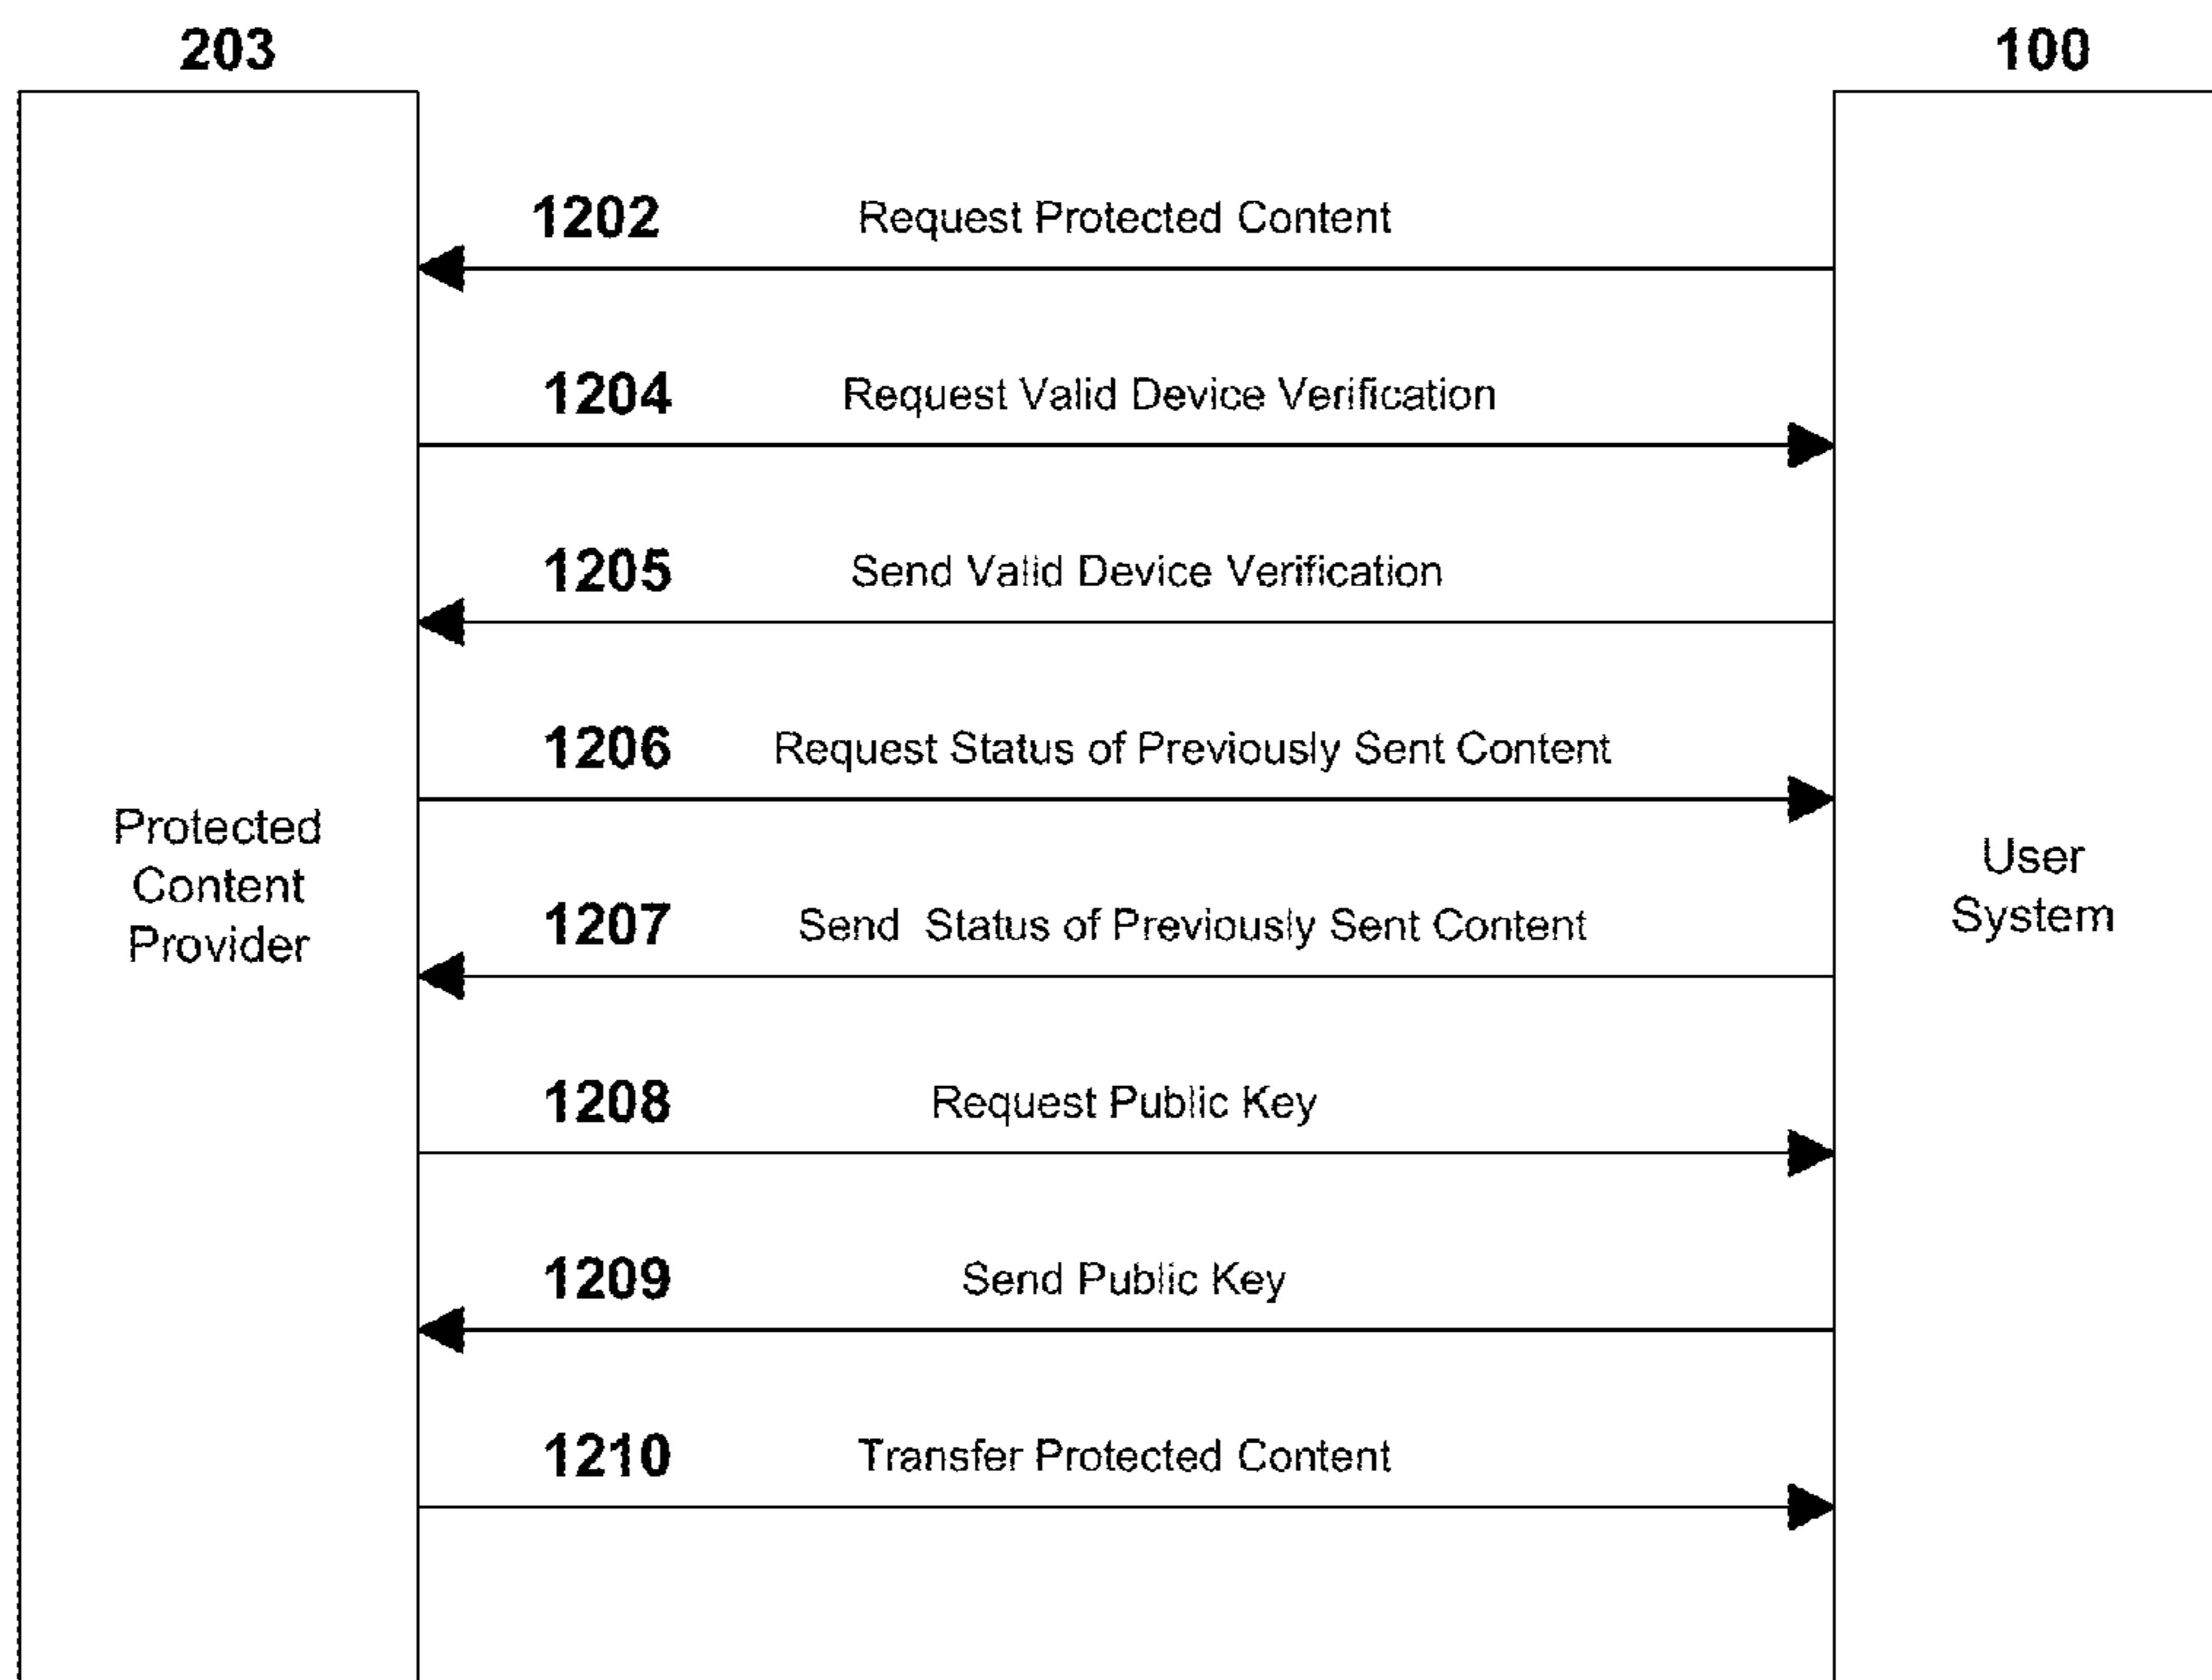 203
100
1202 Request Protected Content
1204 Request Valid Device Verification
1205 Send Valid Device Verification
1206 Request Status of Previously Sent Content
Protected
Content
Provider
User
System
1207 Send Status of Previously Sent Content
1208 Request Public Key
1209 Send Public Key
1210 Transfer Protected Content